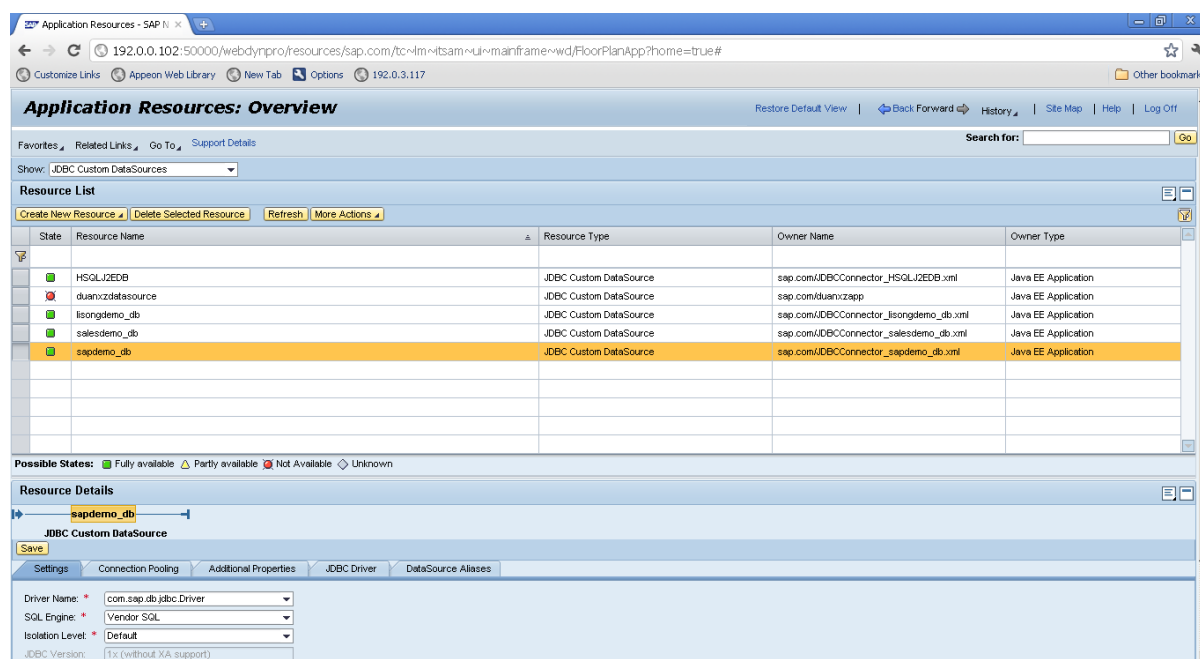 Application Resources - SAP N
192.0.0.102:50000/webdynpro/resources/sap.com/tc~lm~itsam~ui~mainframe~wd/FloorPlanApp?home=true#
Customize Links Appeon Web Library New Tab Options 192.0.3.117 Other bookmark
Application Resources: Overview Restore Default View | Back Forward History | Site Map | Help | Log Off
Favorites Related Links Go To Support Details Search for: Go
Show: JDBC Custom DataSources
Resource List
Create New Resource Delete Selected Resource Refresh More Actions
State Resource Name Resource Type Owner Name Owner Type
HSQLJ2EDB JDBC Custom DataSource sap.com/JDBCConnector_HSQLJ2EDB.xml Java EE Application
duanxzdatasource JDBC Custom DataSource sap.com/duanxzapp Java EE Application
lisongdemo_db JDBC Custom DataSource sap.com/JDBCConnector_lisongdemo_db.xml Java EE Application
salesdemo_db JDBC Custom DataSource sap.com/JDBCConnector_salesdemo_db.xml Java EE Application
sapdemo_db JDBC Custom DataSource sap.com/JDBCConnector_sapdemo_db.xml Java EE Application
Possible States: Fully available Partly available Not Available Unknown
Resource Details
sapdemo_db
JDBC Custom DataSource
Save
Settings Connection Pooling Additional Properties JDBC Driver DataSource Aliases
Driver Name: * com.sap.db.jdbc.Driver
SQL Engine: * Vendor SQL
Isolation Level: * Default
JDBC Version: 1x (without XA support)